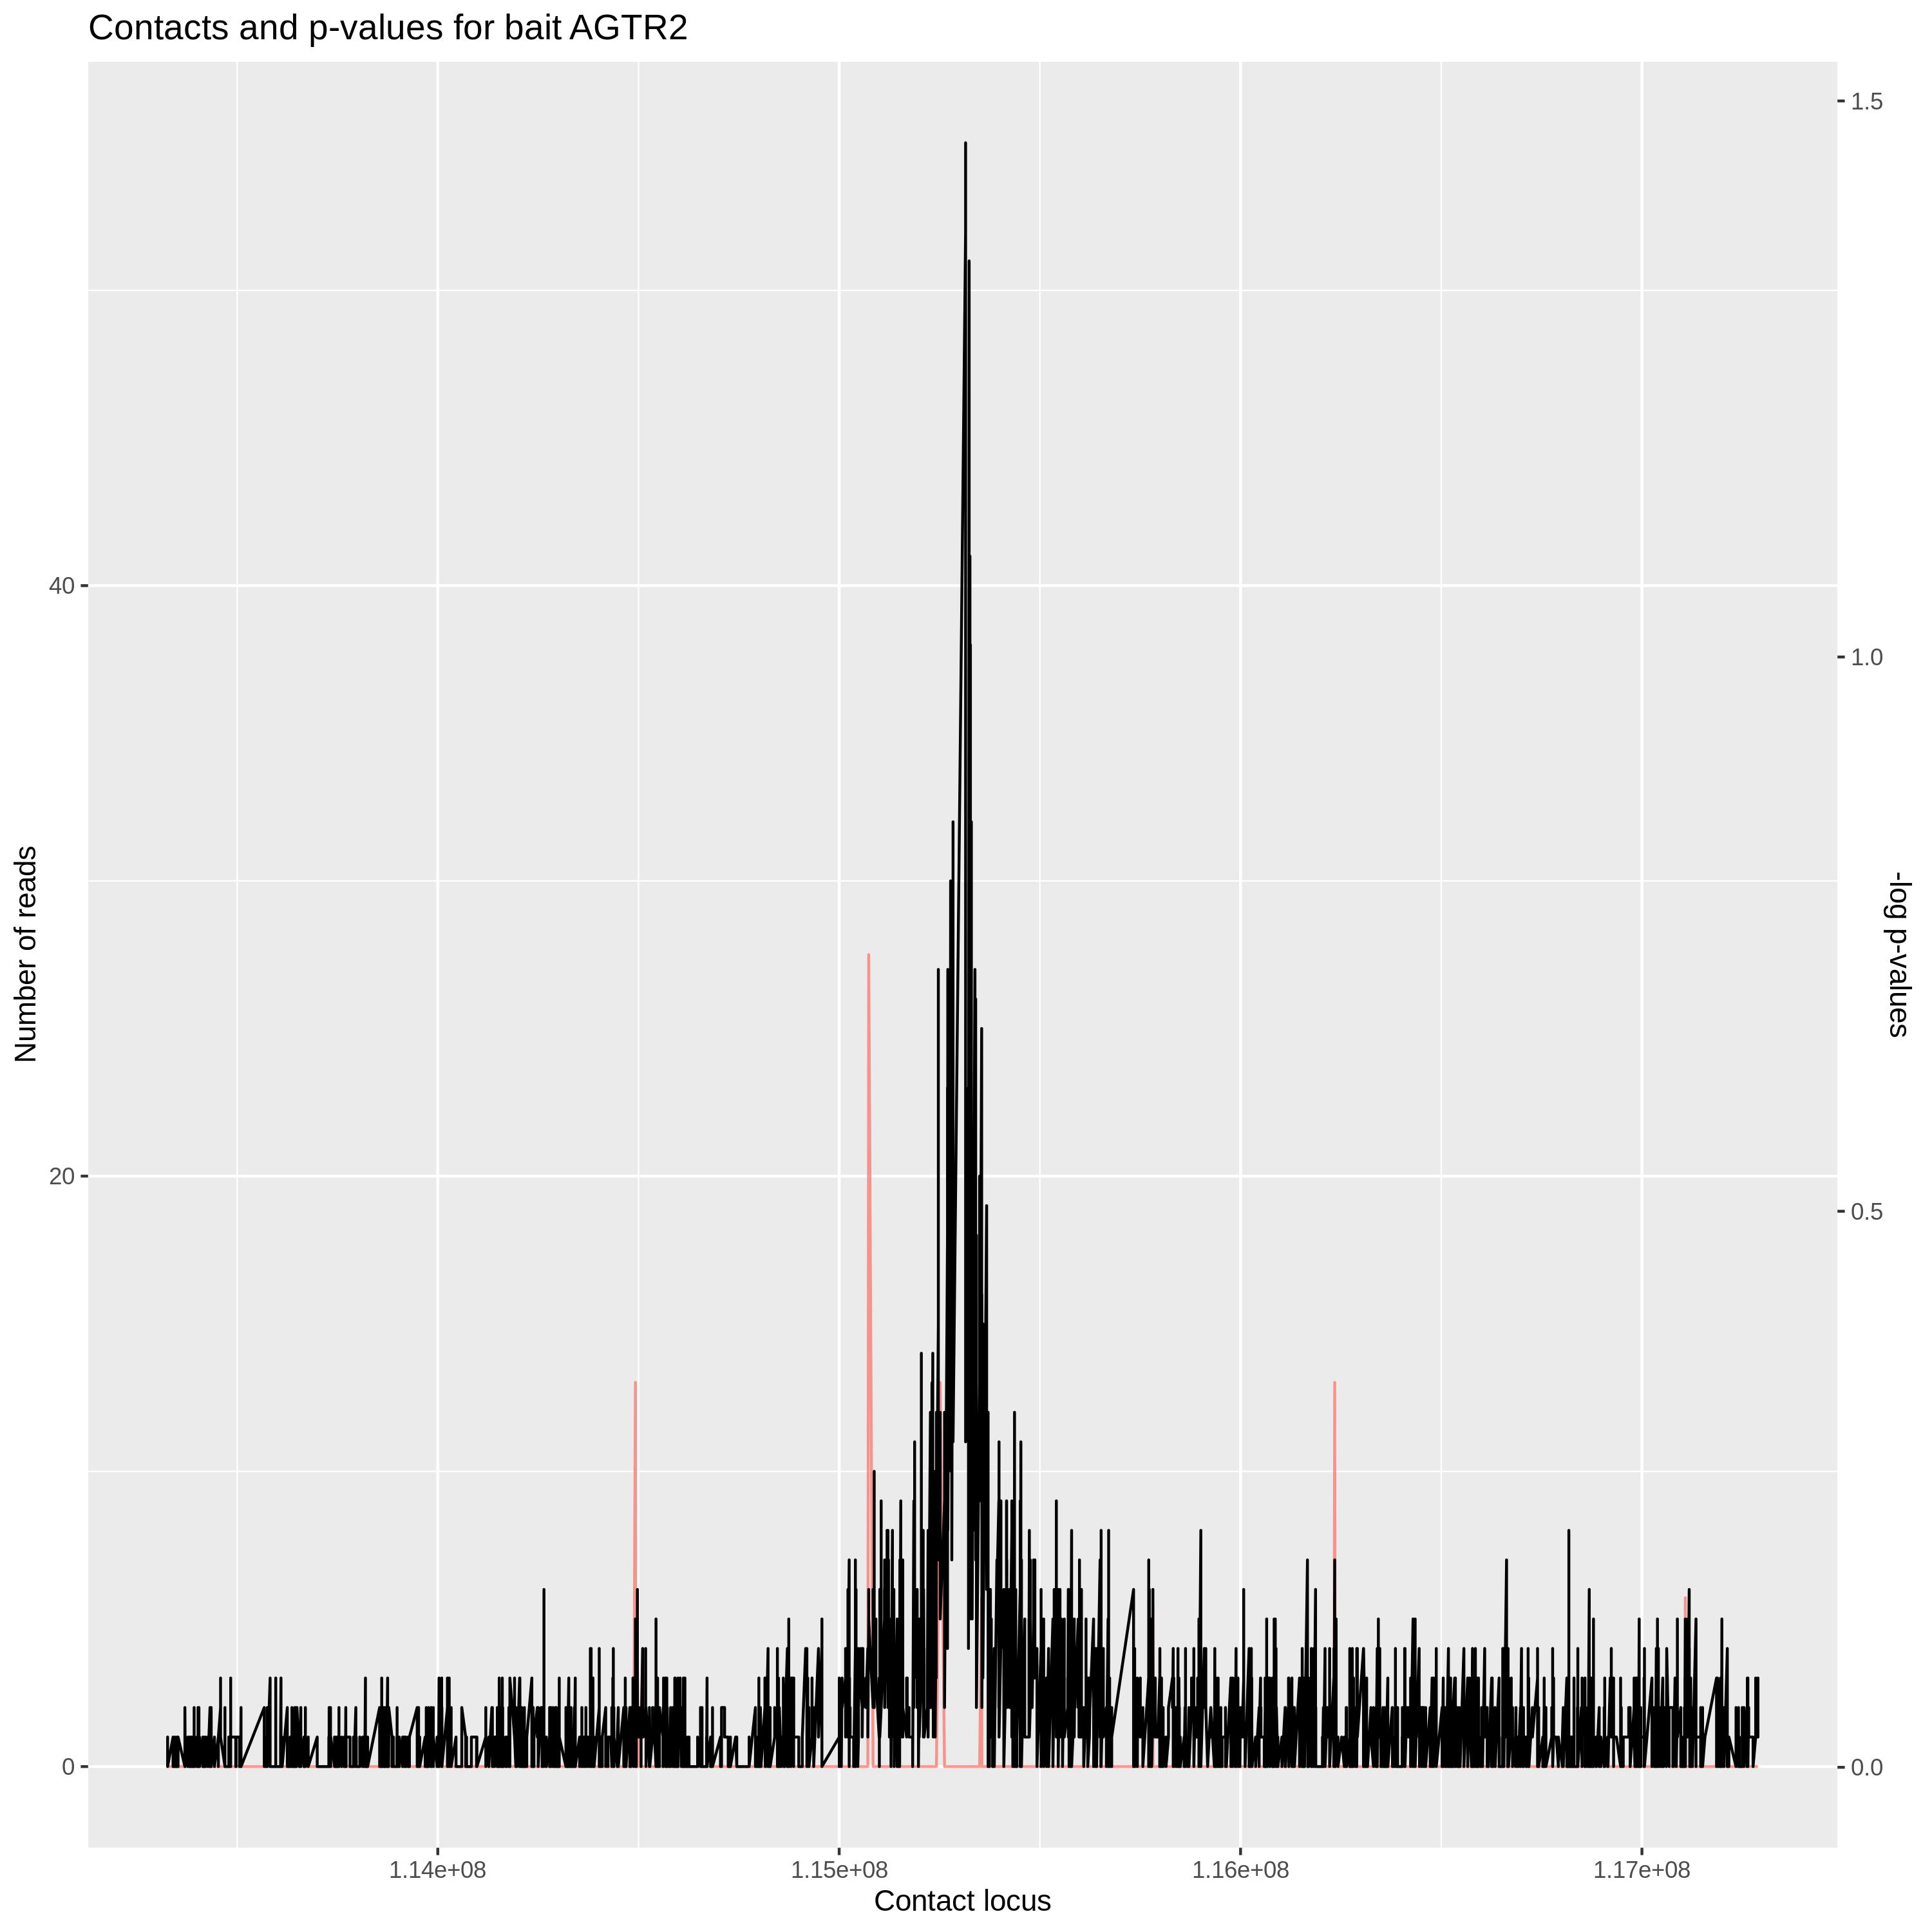 Contacts and p-values for bait AGTR2
1.5
40
1.0
Number of reads
-log p-values
20
0.5
0
0.0
1.14e+08
1.15e+08
1.16e+08
1.17e+08
Contact locus